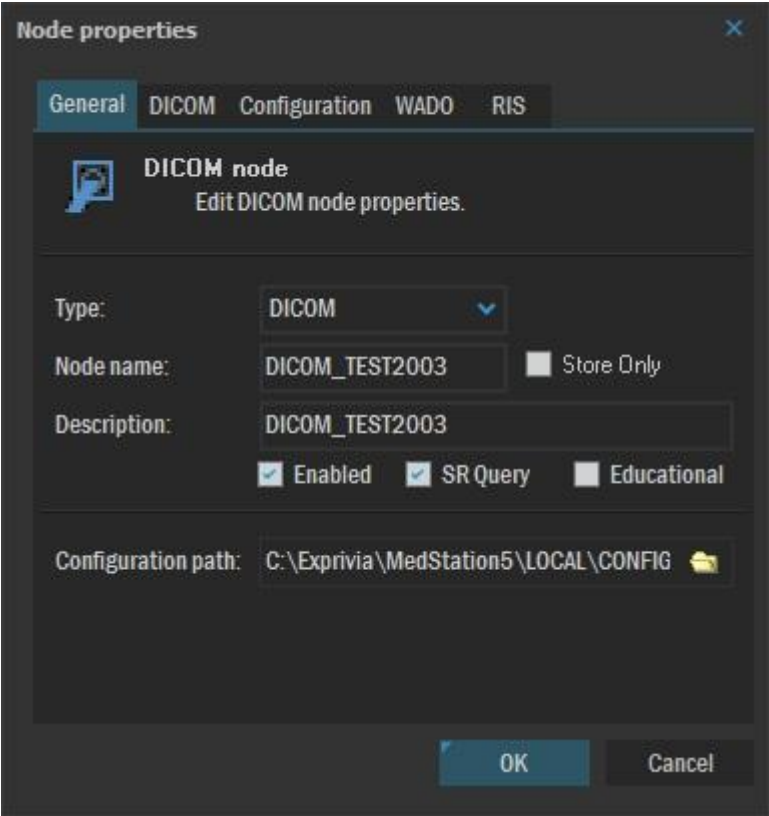 Node properties
General DICOM Configuration WADO RIS
DICOM node
Edit DICOM node properties.
Type: DICOM
Node name: DICOM_TEST2003 Store Only
Description: DICOM_TEST2003
Enabled SR Query Educational
Configuration path: C:\Exprivia\MedStation5\LOCAL\CONFIG
OK Cancel